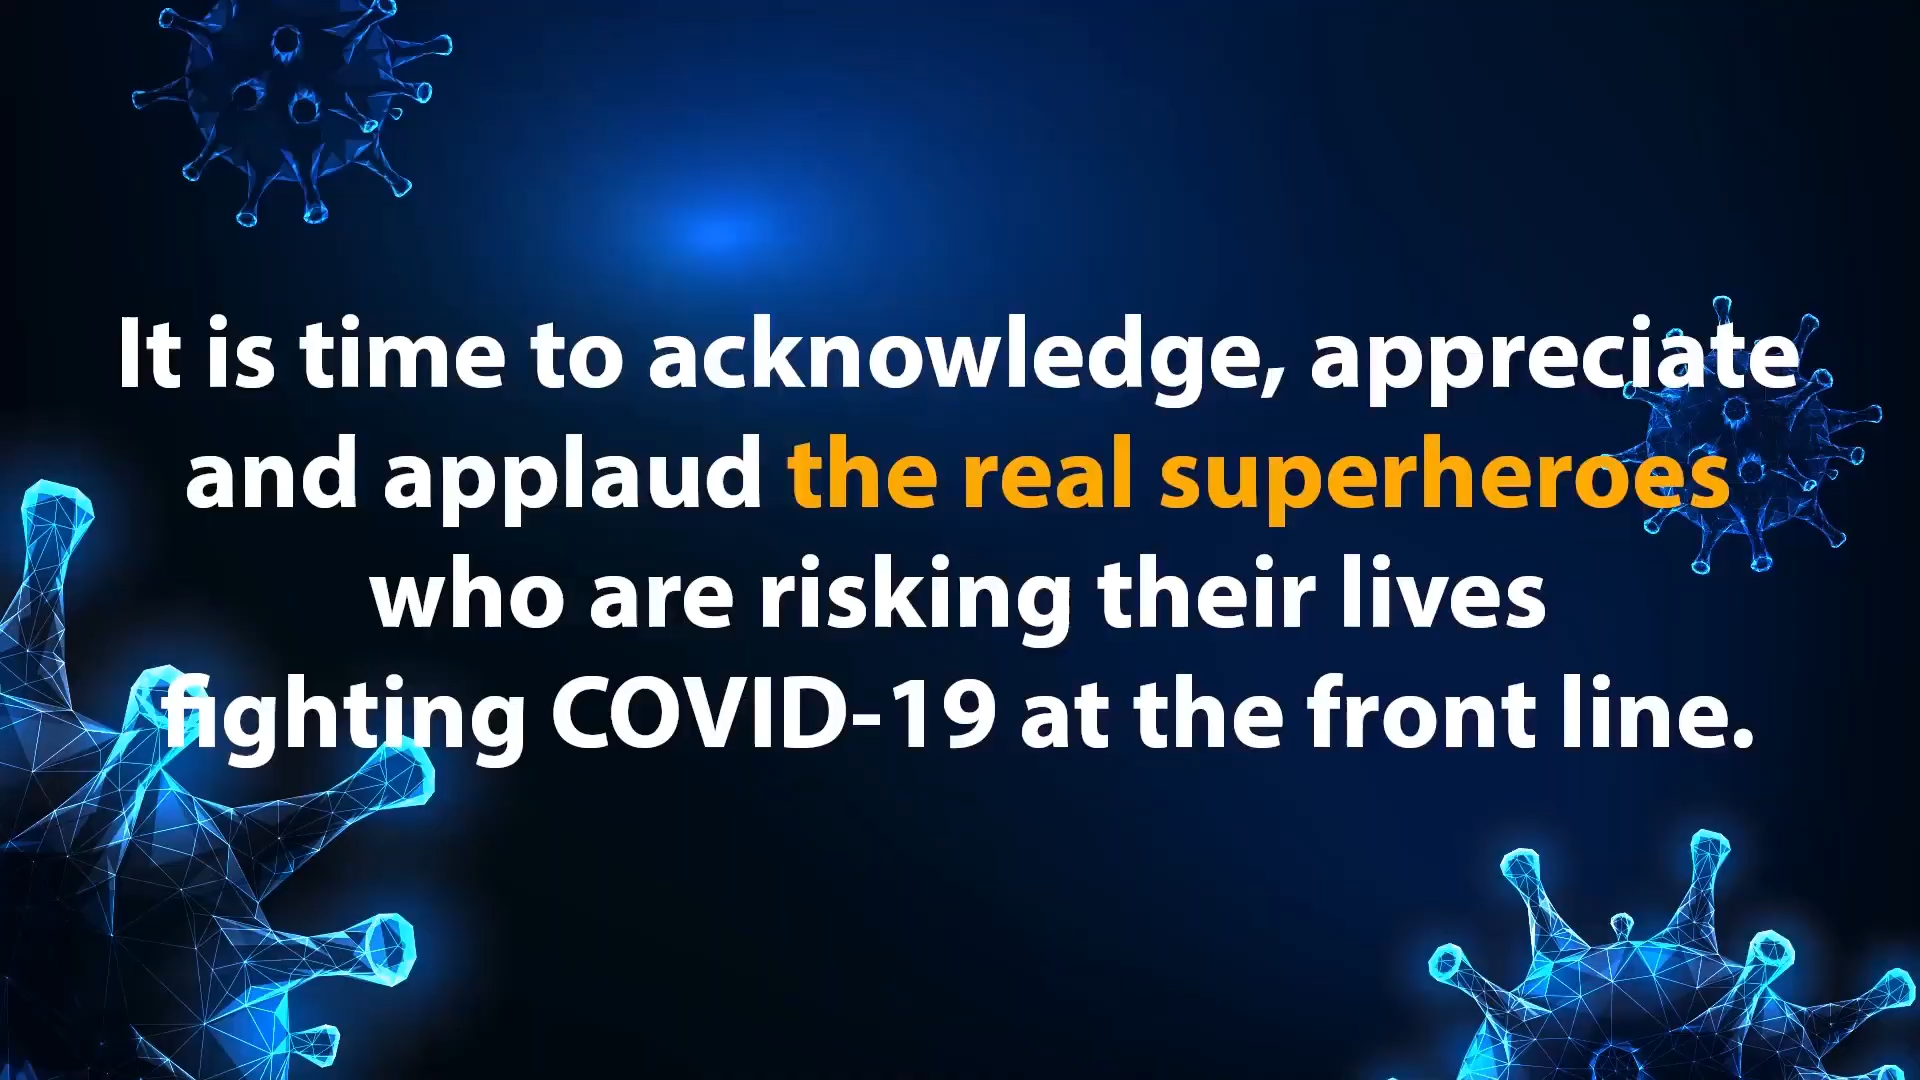 It is time to acknowledge, appreciate
and applaud the real superheroes
who are risking their lives
fighting COVID-19 at the front line.